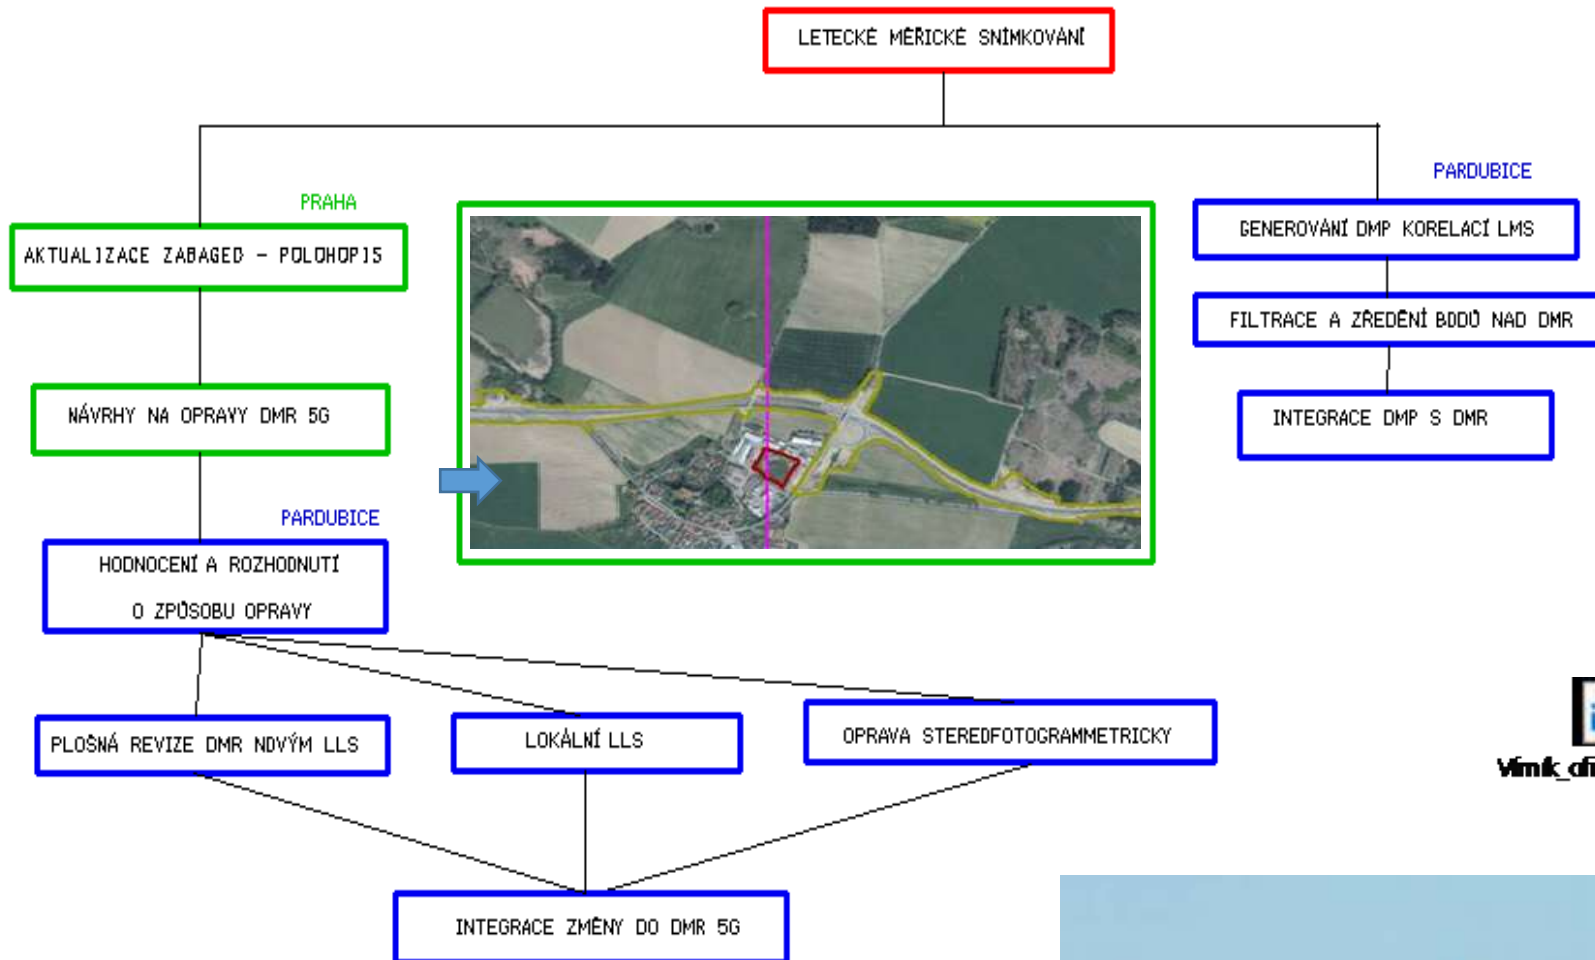 LETECKÉ MĚŘICKÉ SNÍMKOVÁNÍ
PRAHA
AKTUALIZACE ZABAGED - POLOHOPIS
NÁVRHY NA OPRAVY DMR 5G
PARDUBICE
HODNOCENÍ A ROZHODNUTÍ
O ZPŮSOBU OPRAVY
PLOŠNÁ REVIZE DMR NOVÝM LLS
LOKÁLNÍ LLS
OPRAVA STEREOFOTOGRAMMETRICKY
INTEGRACE ZMĚNY DO DMR 5G
PARDUBICE
GENEROVÁNÍ DMP KORELACÍ LMS
FILTRACE A ZŘEDĚNÍ BODŮ NAD DMR
INTEGRACE DMP S DMR